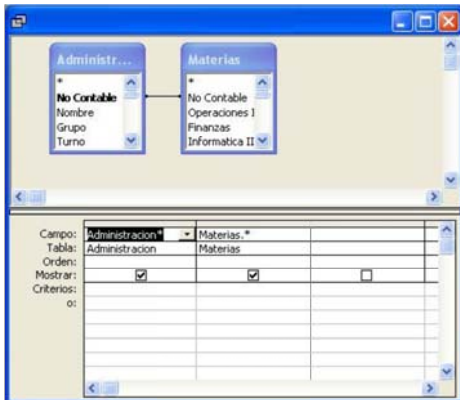 Administr...
*
No Contable
Nombre
Grupo
Turno
Materias
*
No Contable
Operaciones I
Finanzas
Informatica II
Campo: Administracion* Materias.*
Tabla: Administracion Materias
Orden:
Mostrar:
Criterios:
o: